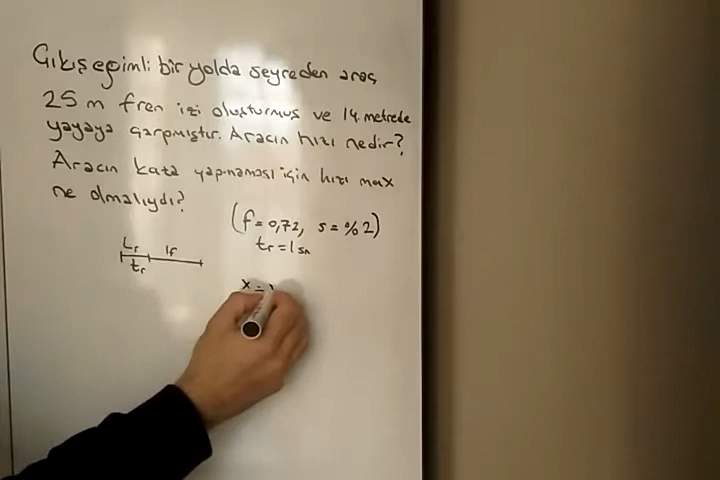 Çıkış eğimli bir yolda seyreden araç
25 m fren izi oluşturmuş ve 14. metrede
yayaya çarpmıştır. Aracın hızı nedir?
Aracın kaza yapmaması için hızı max
ne olmalıydı?
(f = 0,72, s = %2)
tr = 1 sn
Lr lf
tr
x =